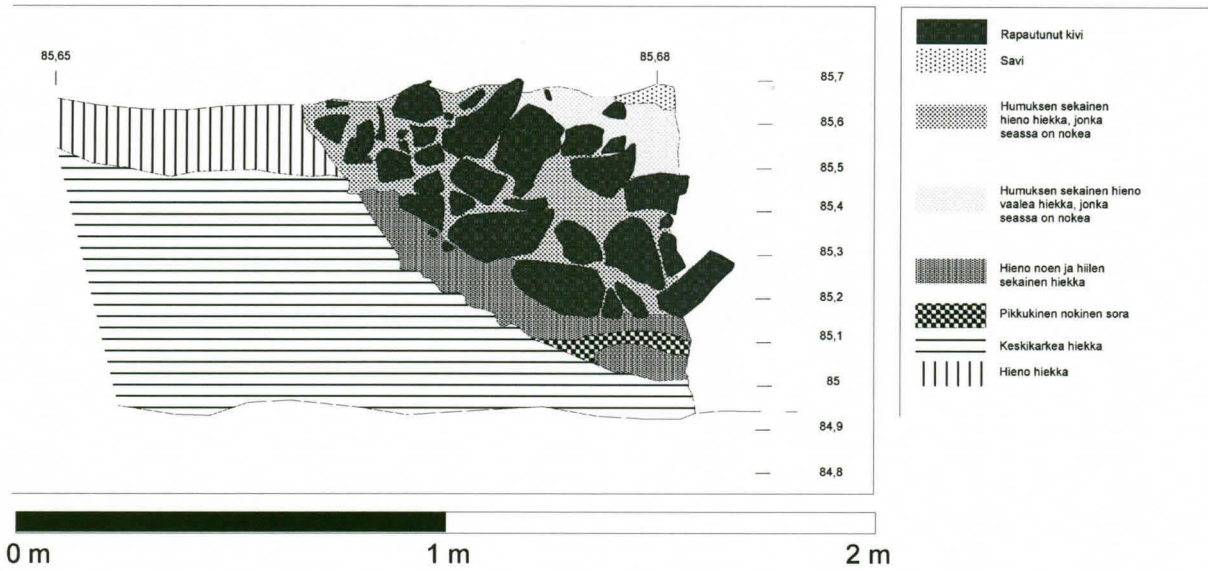 85,65
85,68
85,7
85,6
85,5
85,4
85,3
85,2
85,1
85
84,9
84,8
0 m
1 m
2 m
Rapautunut kivi
Savi
Humuksen sekainen
hieno hiekka, jonka
seassa on nokea
Humuksen sekainen hieno
vaalea hiekka, jonka
seassa on nokea
Hieno noen ja hiilen
sekainen hiekka
Pikkukinen nokinen sora
Keskikarkea hiekka
Hieno hiekka